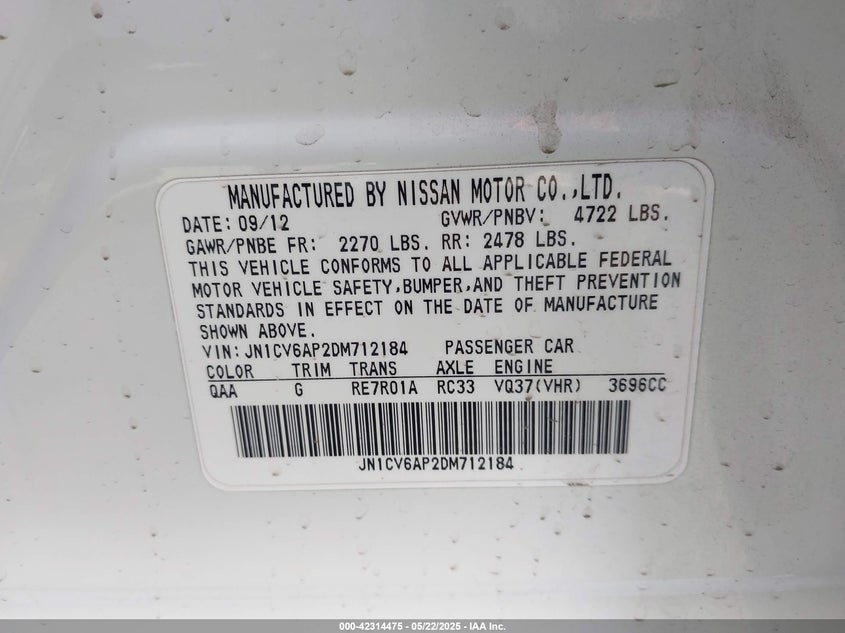 MANUFACTURED BY NISSAN MOTOR CO.,LTD.
DATE: 09/12 GVWR/PNBV: 4722 LBS.
GAWR/PNBE FR: 2270 LBS. RR: 2478 LBS.
THIS VEHICLE CONFORMS TO ALL APPLICABLE FEDERAL
MOTOR VEHICLE SAFETY,BUMPER,AND THEFT PREVENTION
STANDARDS IN EFFECT ON THE DATE OF MANUFACTURE
SHOWN ABOVE.
VIN:JN1CV6AP2DM712184 PASSENGER CAR
COLOR TRIM TRANS AXLE ENGINE
QAA G RE7R01A RC33 VQ37(VHR) 3696CC
JN1CV6AP2DM712184
000-42314475 - 05/22/2025 - IAA Inc.